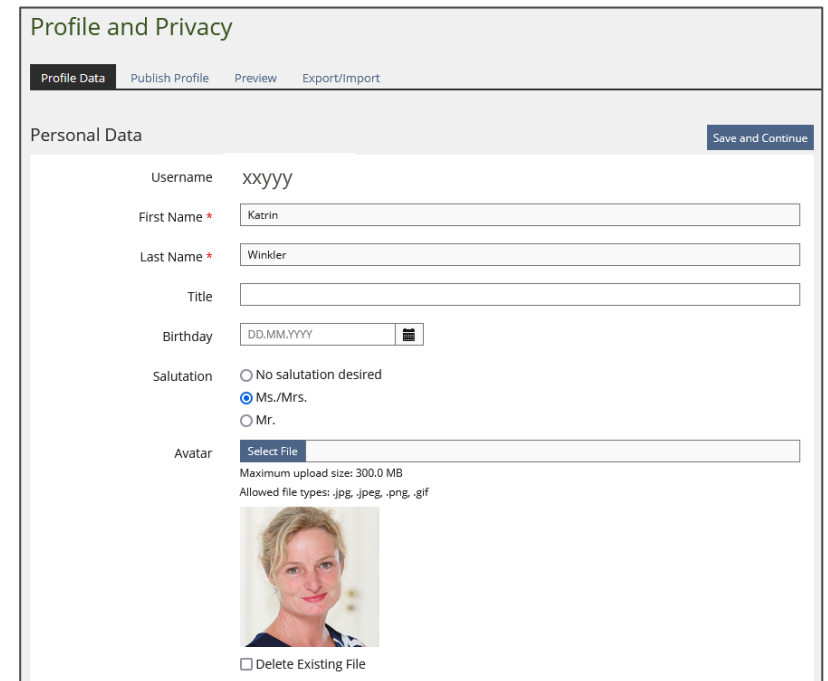 Profile and Privacy
Profile Data Publish Profile Preview Export/Import
Personal Data Save and Continue
Username xxyyy
First Name * Katrin
Last Name * Winkler
Title
Birthday DD.MM.YYYY
Salutation No salutation desired
Ms./Mrs.
Mr.
Avatar Select File
Maximum upload size: 300.0 MB
Allowed file types: .jpg, .jpeg, .png, .gif
Delete Existing File